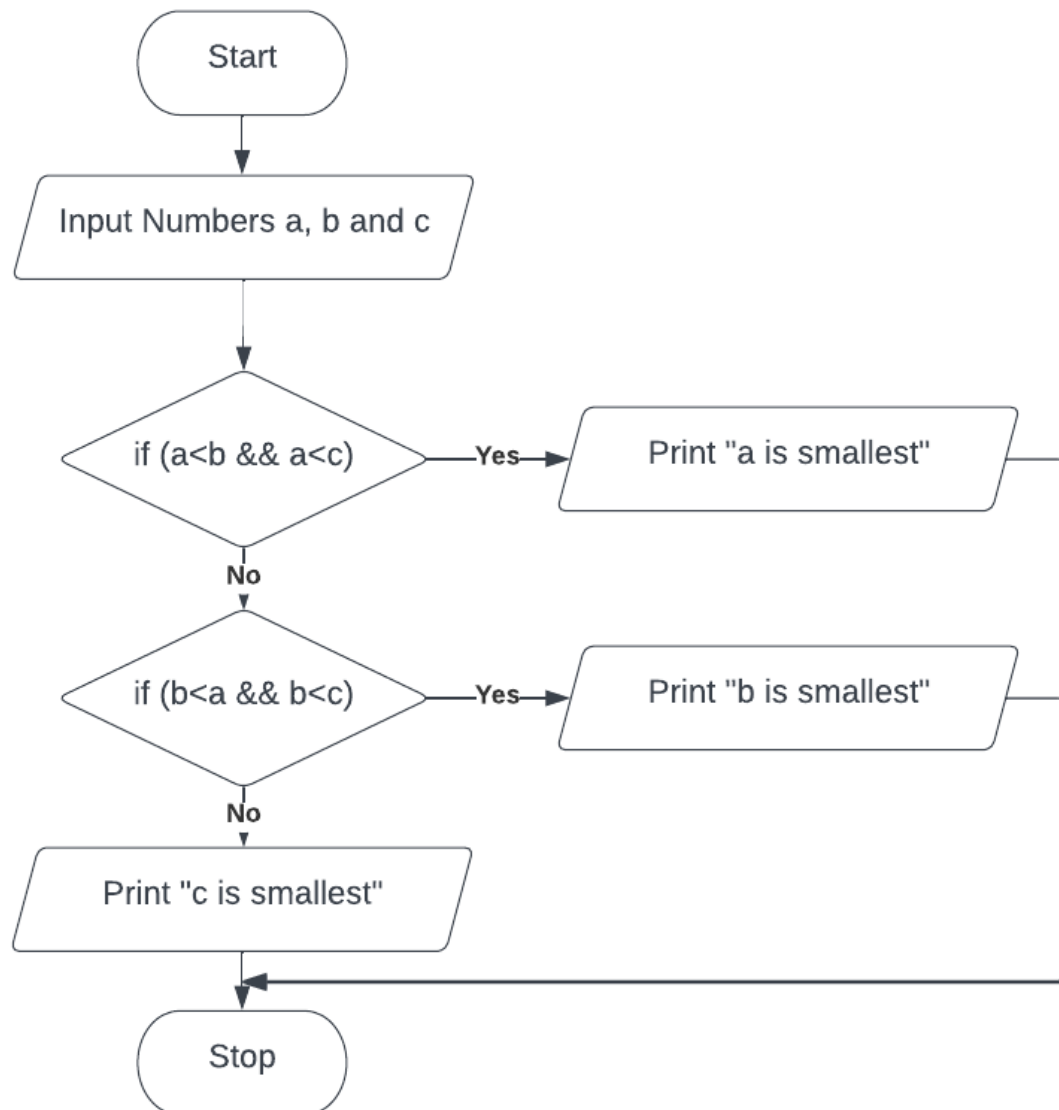 Start
Input Numbers a, b and c
if (a<b && a<c)
Yes
Print "a is smallest"
No
if (b<a && b<c)
Yes
Print "b is smallest"
No
Print "c is smallest"
Stop